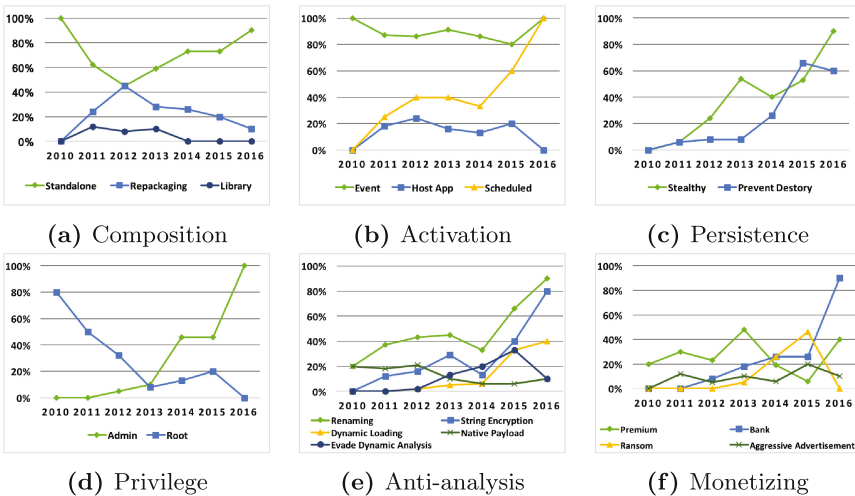 100%
80%
60%
40%
20%
0%
2010 2011 2012 2013 2014 2015 2016
Standalone Repackaging Library
(a) Composition
100%
80%
60%
40%
20%
0%
2010 2011 2012 2013 2014 2015 2016
Event Host App Scheduled
(b) Activation
100%
80%
60%
40%
20%
0%
2010 2011 2012 2013 2014 2015 2016
Stealthy Prevent Destory
(c) Persistence
100%
80%
60%
40%
20%
0%
2010 2011 2012 2013 2014 2015 2016
Admin Root
(d) Privilege
100%
80%
60%
40%
20%
0%
2010 2011 2012 2013 2014 2015 2016
Renaming String Encryption
Dynamic Loading Native Payload
Evade Dynamic Analysis
(e) Anti-analysis
100%
80%
60%
40%
20%
0%
2010 2011 2012 2013 2014 2015 2016
Premium Bank
Ransom Aggressive Advertisement
(f) Monetizing